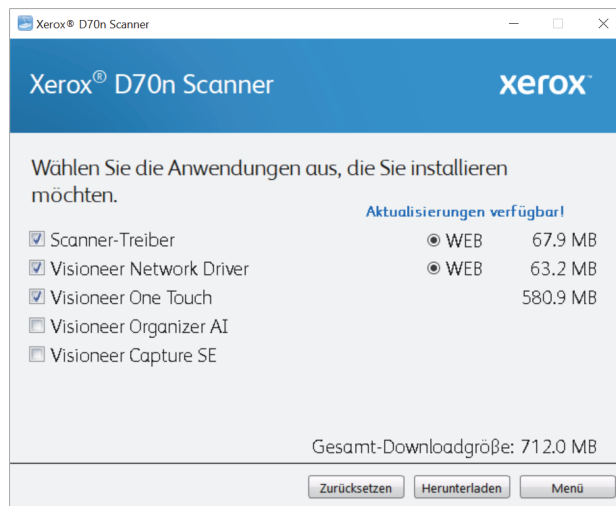 Xerox® D70n Scanner
Xerox® D70n Scanner
xerox™
Wählen Sie die Anwendungen aus, die Sie installieren
möchten.
Aktualisierungen verfügbar!
Scanner-Treiber WEB 67.9 MB
Visioneer Network Driver WEB 63.2 MB
Visioneer One Touch 580.9 MB
Visioneer Organizer AI
Visioneer Capture SE
Gesamt-Downloadgröße: 712.0 MB
Zurücksetzen Herunterladen Menü